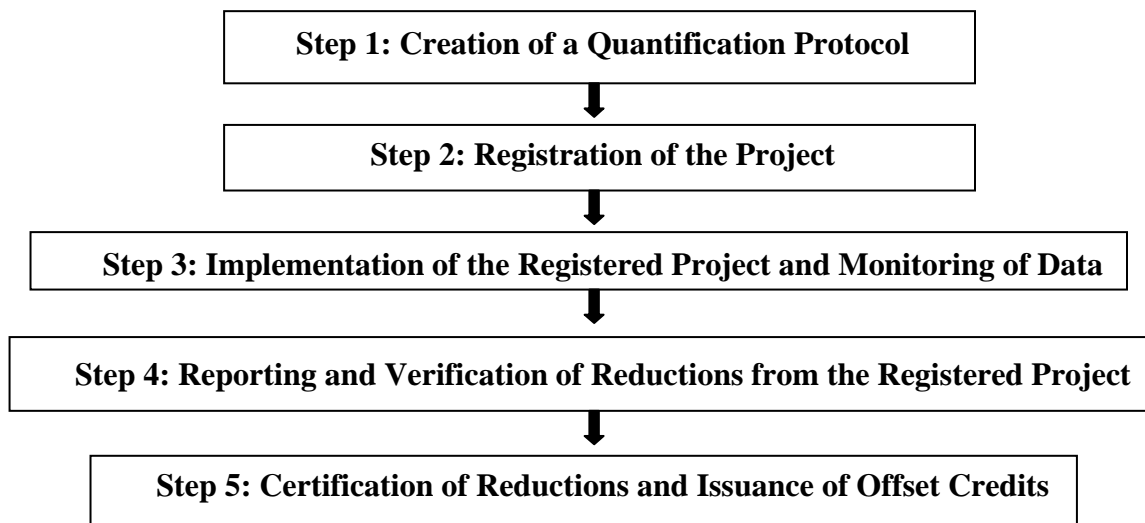 Step 1: Creation of a Quantification Protocol
Step 2: Registration of the Project
Step 3: Implementation of the Registered Project and Monitoring of Data
Step 4: Reporting and Verification of Reductions from the Registered Project
Step 5: Certification of Reductions and Issuance of Offset Credits